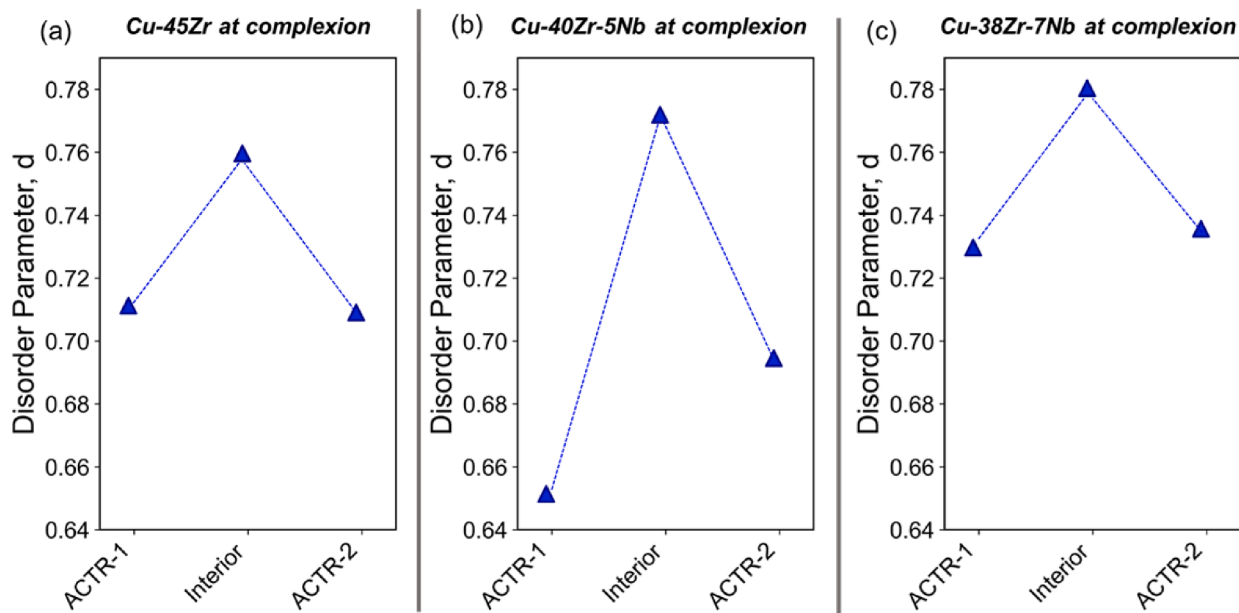 (a) Cu-45Zr at complexion
Disorder Parameter, d
0.78
0.76
0.74
0.72
0.70
0.68
0.66
0.64
ACTR-1
Interior
ACTR-2
(b) Cu-40Zr-5Nb at complexion
Disorder Parameter, d
0.78
0.76
0.74
0.72
0.70
0.68
0.66
0.64
ACTR-1
Interior
ACTR-2
(c) Cu-38Zr-7Nb at complexion
Disorder Parameter, d
0.78
0.76
0.74
0.72
0.70
0.68
0.66
0.64
ACTR-1
Interior
ACTR-2